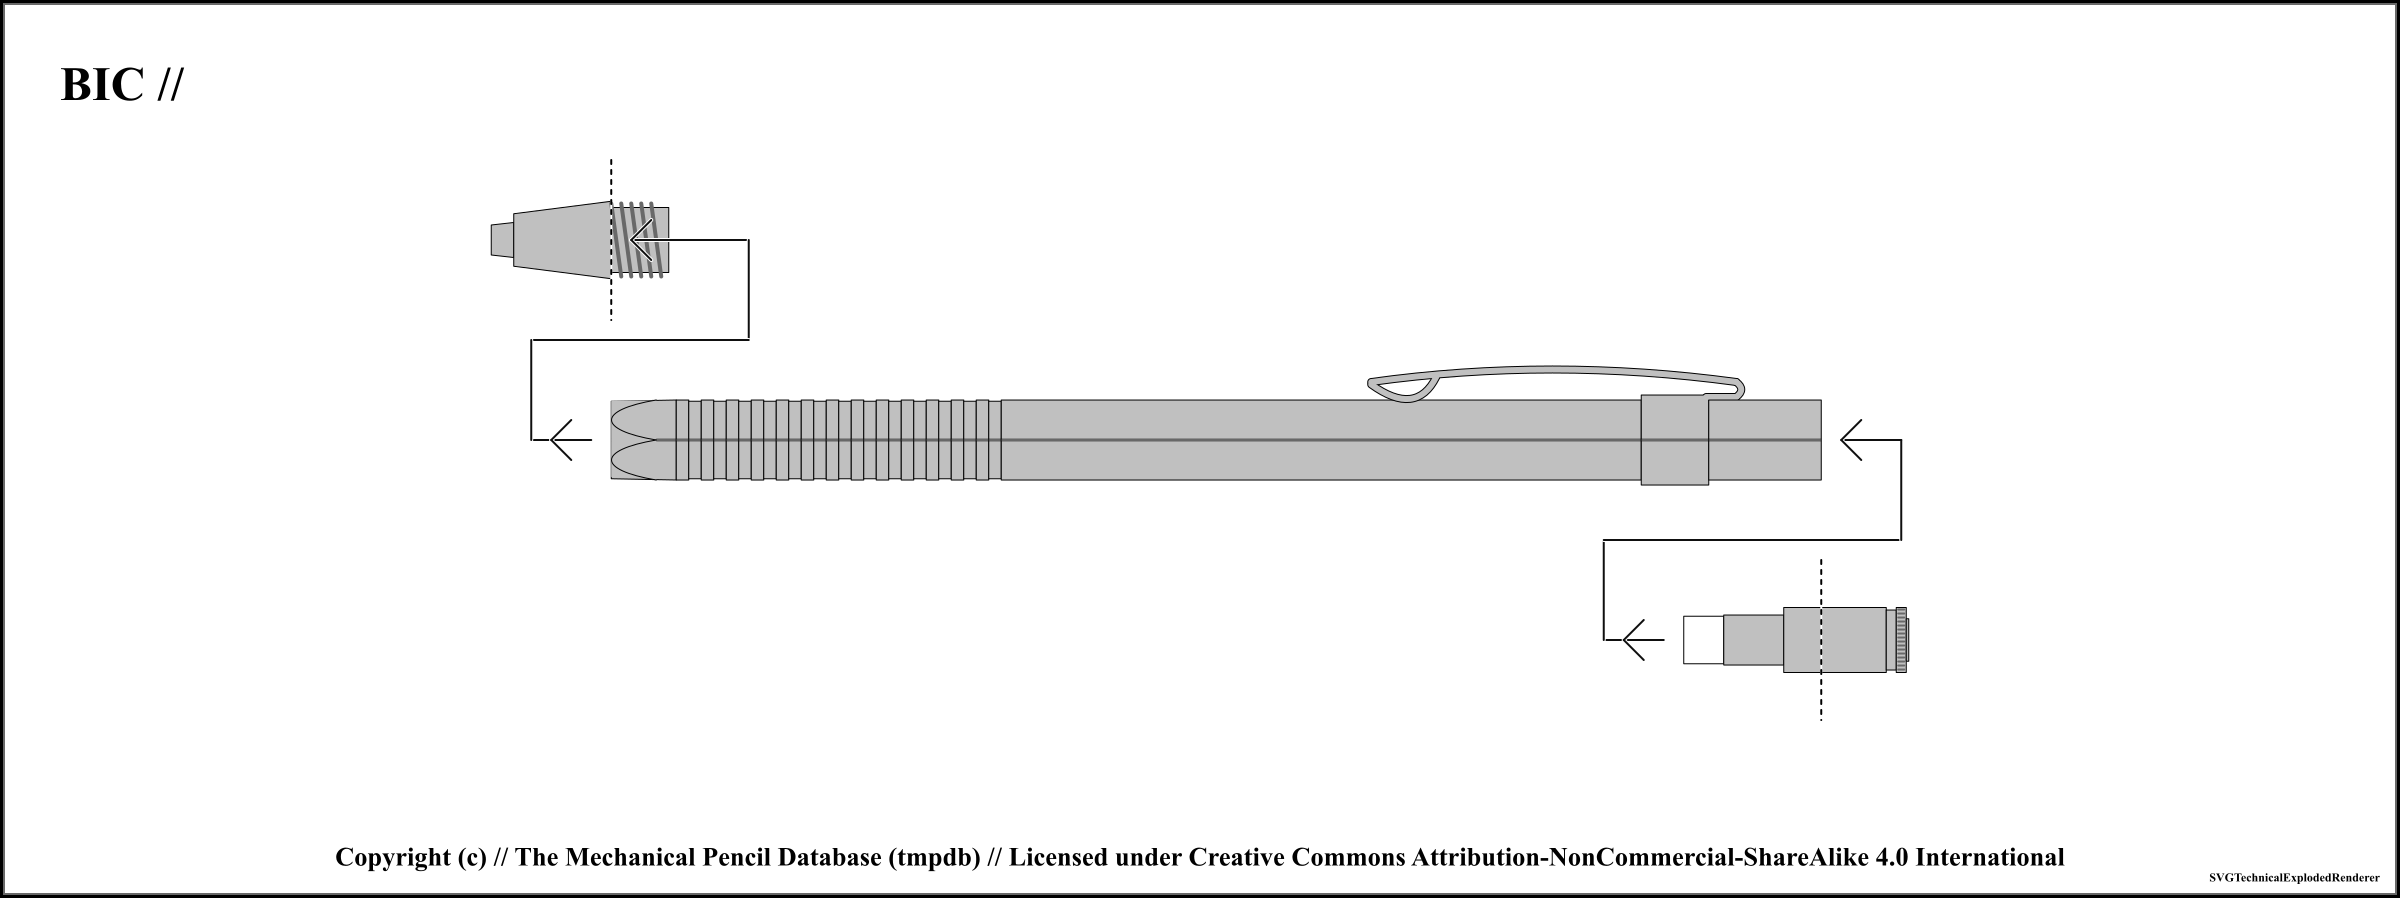 BIC //
Copyright (c) // The Mechanical Pencil Database (tmpdb) // Licensed under Creative Commons Attribution-NonCommercial-ShareAlike 4.0 International
SVGTechnicalExplodedRenderer